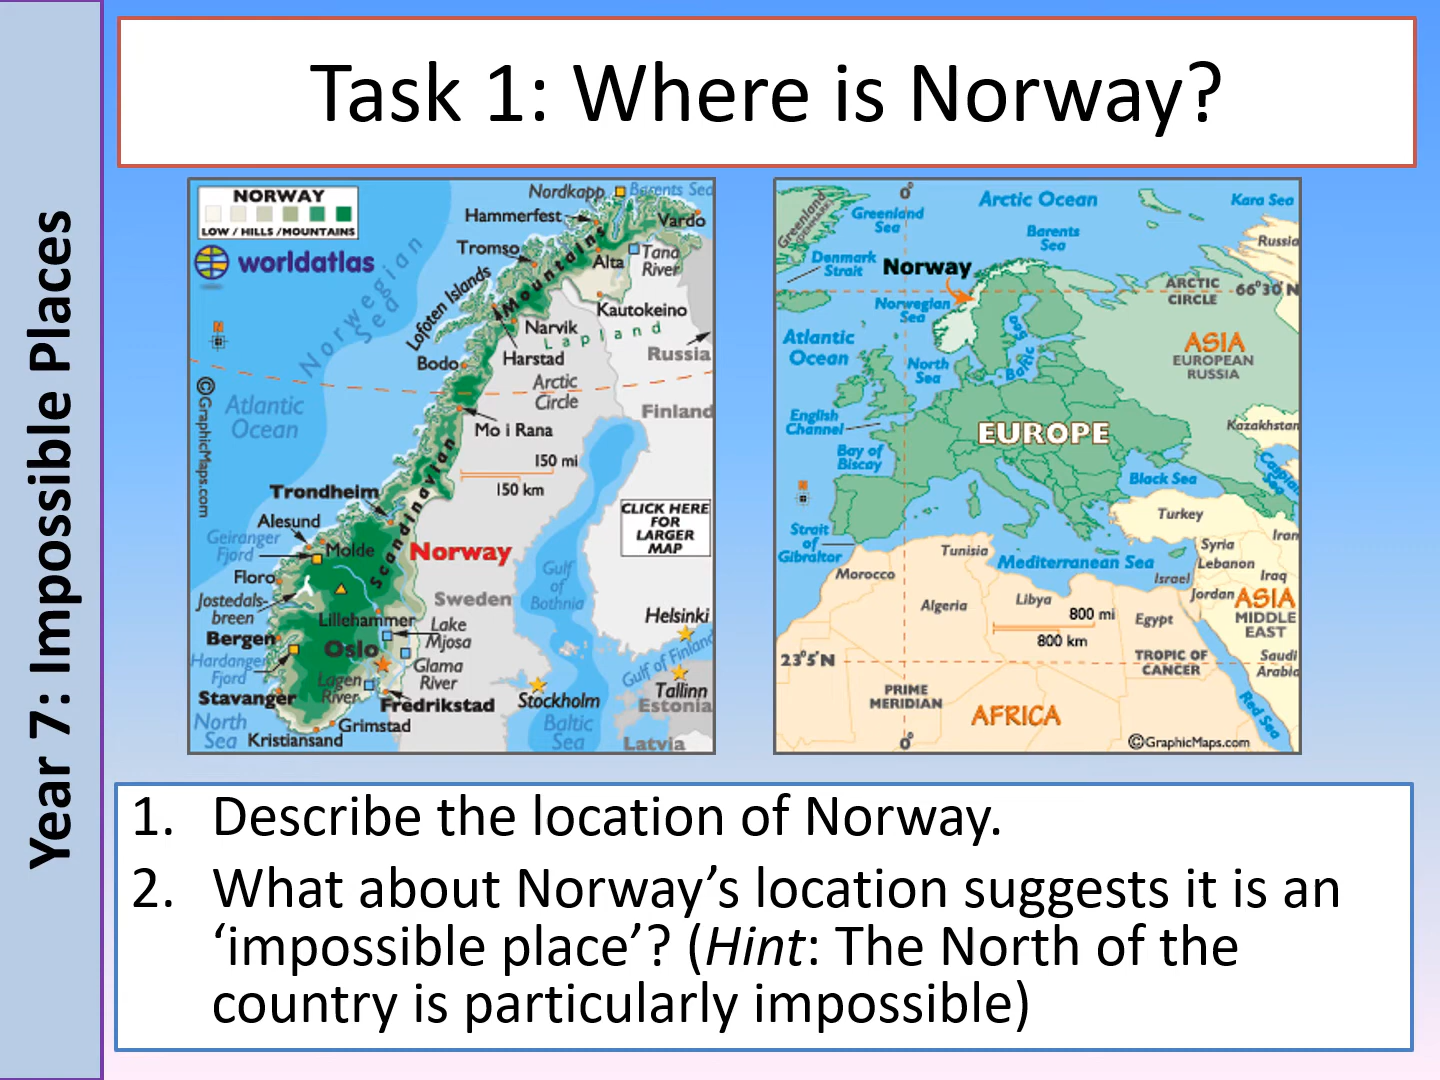 Year 7: Impossible Places
Task 1: Where is Norway?
NORWAY
LOW / HILLS / MOUNTAINS
worldatlas
Nordkapp
Barents Sea
Hammerfest
Vardo
Tromso
Tana
River
Alta
Lofoten Islands
Mountains
Kautokeino
Norwegian
Sea
Narvik
Lapland
Harstad
Russia
Bodo
Arctic
Circle
Atlantic
Ocean
Finland
Mo i Rana
©GraphicMaps.com
150 mi
150 km
Scandinavian
Trondheim
CLICK HERE
FOR
LARGER
MAP
Alesund
Geiranger
Fjord
Molde
Norway
Floro
Gulf
of
Bothnia
Jostedals-
breen
Sweden
Lillehammer
Lake
Mjosa
Helsinki
Bergen
Oslo
Hardanger
Fjord
Glama
River
Gulf of Finland
Lagen
River
Stavanger
Fredrikstad
Stockholm
Tallinn
Estonia
North
Sea
Grimstad
Kristiansand
Baltic
Sea
Latvia
0°
Arctic Ocean
Kara Sea
Greenland
DENMARK
Greenland
Sea
Barents
Sea
Russia
Denmark
Strait
Norway
ARCTIC
CIRCLE
66°30'N
Norwegian
Sea
Atlantic
Ocean
North
Sea
Baltic
Sea
ASIA
EUROPEAN
RUSSIA
English
Channel
EUROPE
Kazakhstan
Bay of
Biscay
Black Sea
Caspian
Sea
Turkey
Strait
of
Gibraltar
Tunisia
Mediterranean Sea
Syria
Lebanon
Iran
Morocco
Israel
Iraq
Algeria
Libya
Jordan
ASIA
MIDDLE
EAST
800 mi
800 km
Egypt
23°5'N
TROPIC OF
CANCER
Saudi
Arabia
PRIME
MERIDIAN
AFRICA
Red Sea
0°
©GraphicMaps.com
1. Describe the location of Norway.
2. What about Norway’s location suggests it is an
‘impossible place’? (Hint: The North of the
country is particularly impossible)